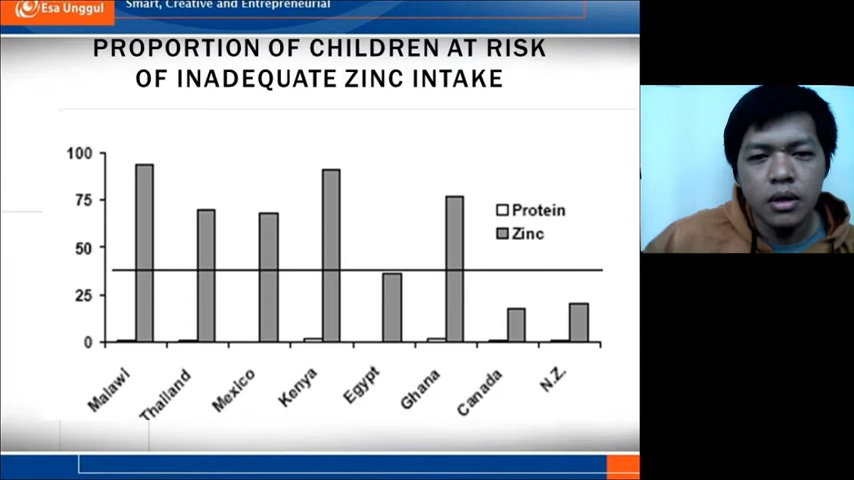 Esa Unggul
Smart, Creative and Entrepreneurial
PROPORTION OF CHILDREN AT RISK
OF INADEQUATE ZINC INTAKE
100
75
50
25
0
Protein
Zinc
Malawi
Thailand
Mexico
Kenya
Egypt
Ghana
Canada
N.Z.